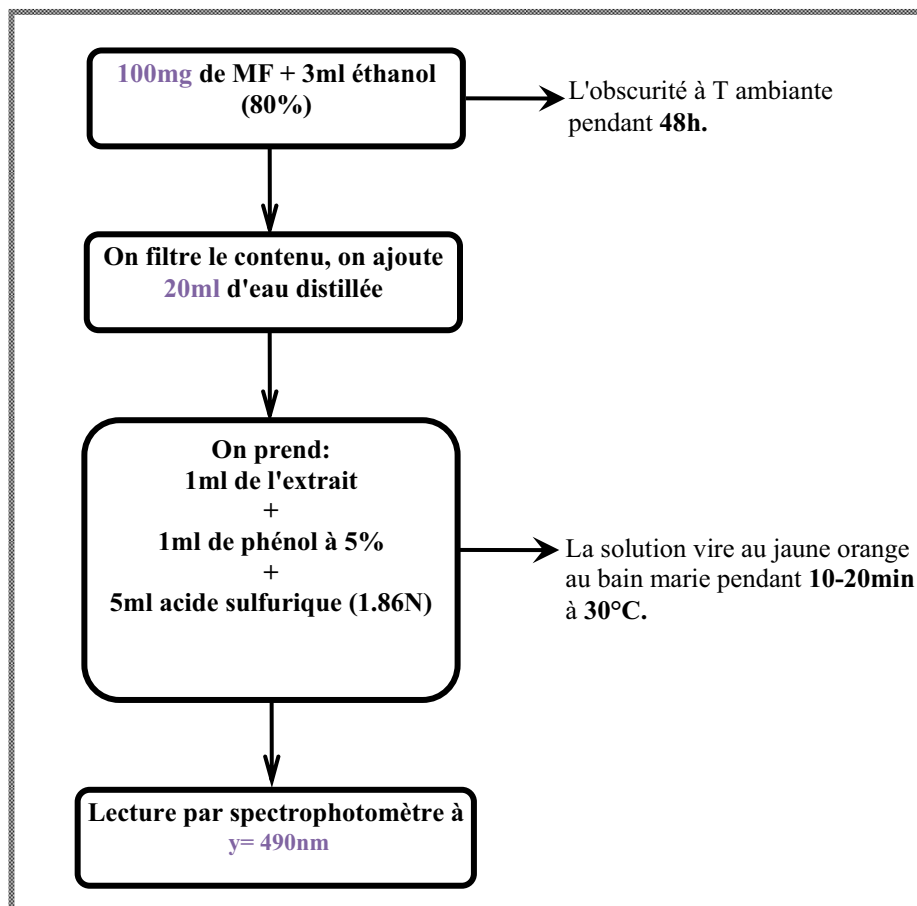 100mg de MF + 3ml éthanol
(80%)
L'obscurité à T ambiante
pendant 48h.
On filtre le contenu, on ajoute
20ml d'eau distillée
On prend:
1ml de l'extrait
+
1ml de phénol à 5%
+
5ml acide sulfurique (1.86N)
La solution vire au jaune orange
au bain marie pendant 10-20min
à 30°C.
Lecture par spectrophotomètre à
y= 490nm